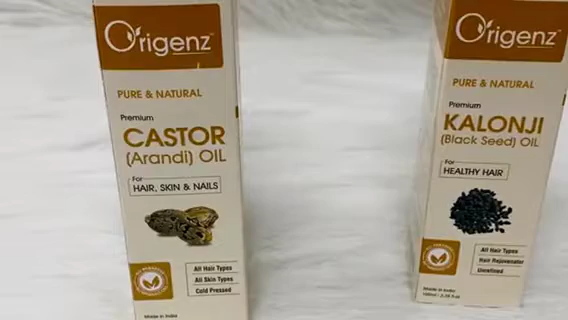 Origenz
PURE & NATURAL
Premium
CASTOR
(Arandi) OIL
For
HAIR, SKIN & NAILS
All Hair Types
All Skin Types
Cold Pressed
Made in India
Origenz
PURE & NATURAL
Premium
KALONJI
(Black Seed) OIL
For
HEALTHY HAIR
All Hair Types
Hair Rejuvenator
Unrefined
Made in India